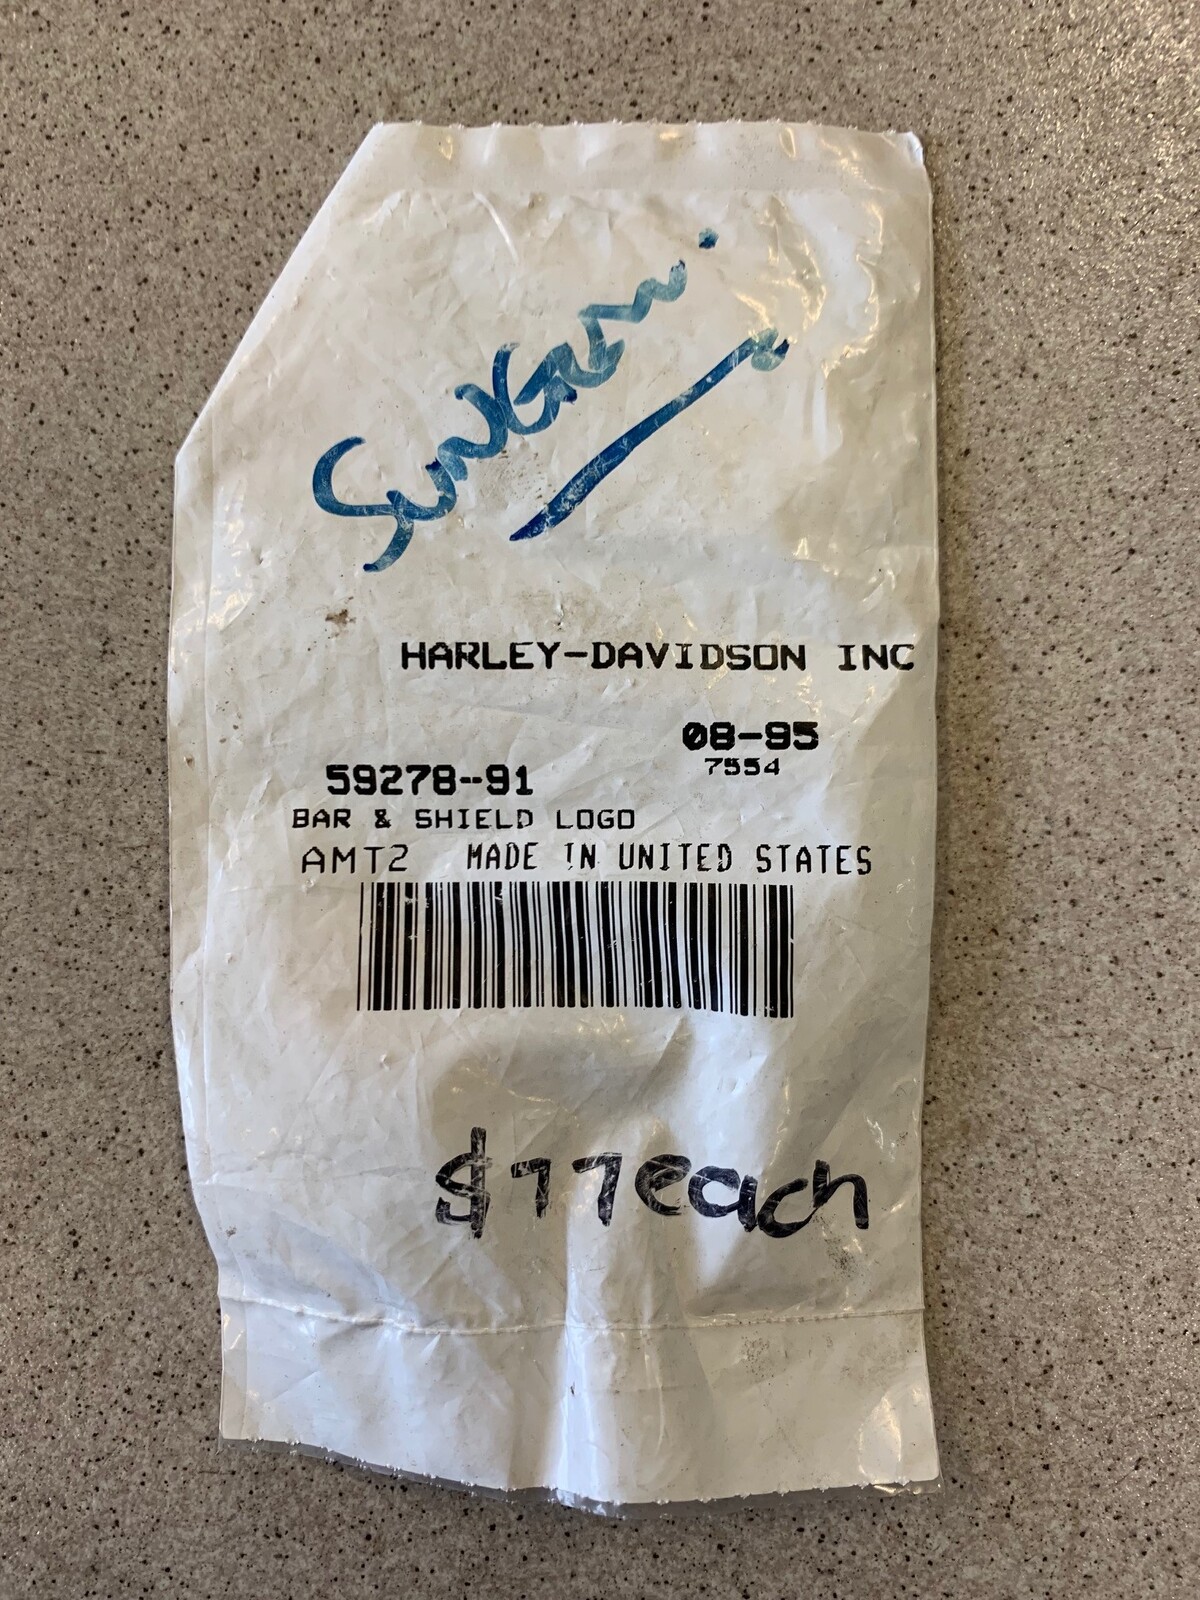 HARLEY-DAVIDSON INC
08-95
7554
59278-91
BAR & SHIELD LOGO
AMT2 MADE IN UNITED STATES
$77each